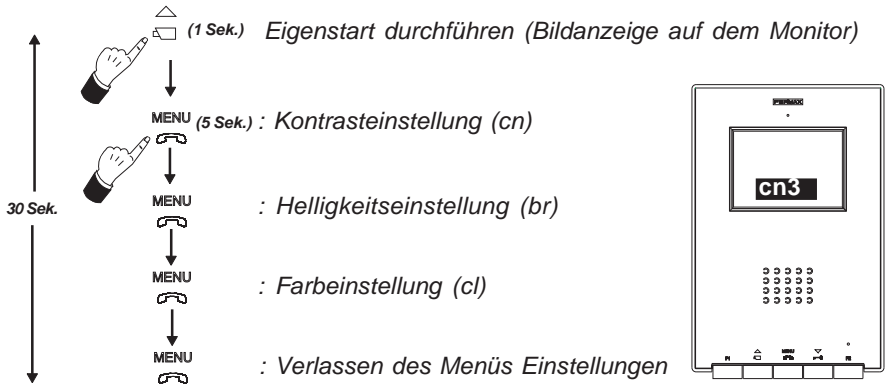 (1 Sek.) Eigenstart durchführen (Bildanzeige auf dem Monitor)
MENU (5 Sek.) : Kontrasteinstellung (cn)
30 Sek.
MENU : Helligkeitseinstellung (br)
MENU : Farbeinstellung (cl)
MENU : Verlassen des Menüs Einstellungen
FERMAX
cn3
MENU